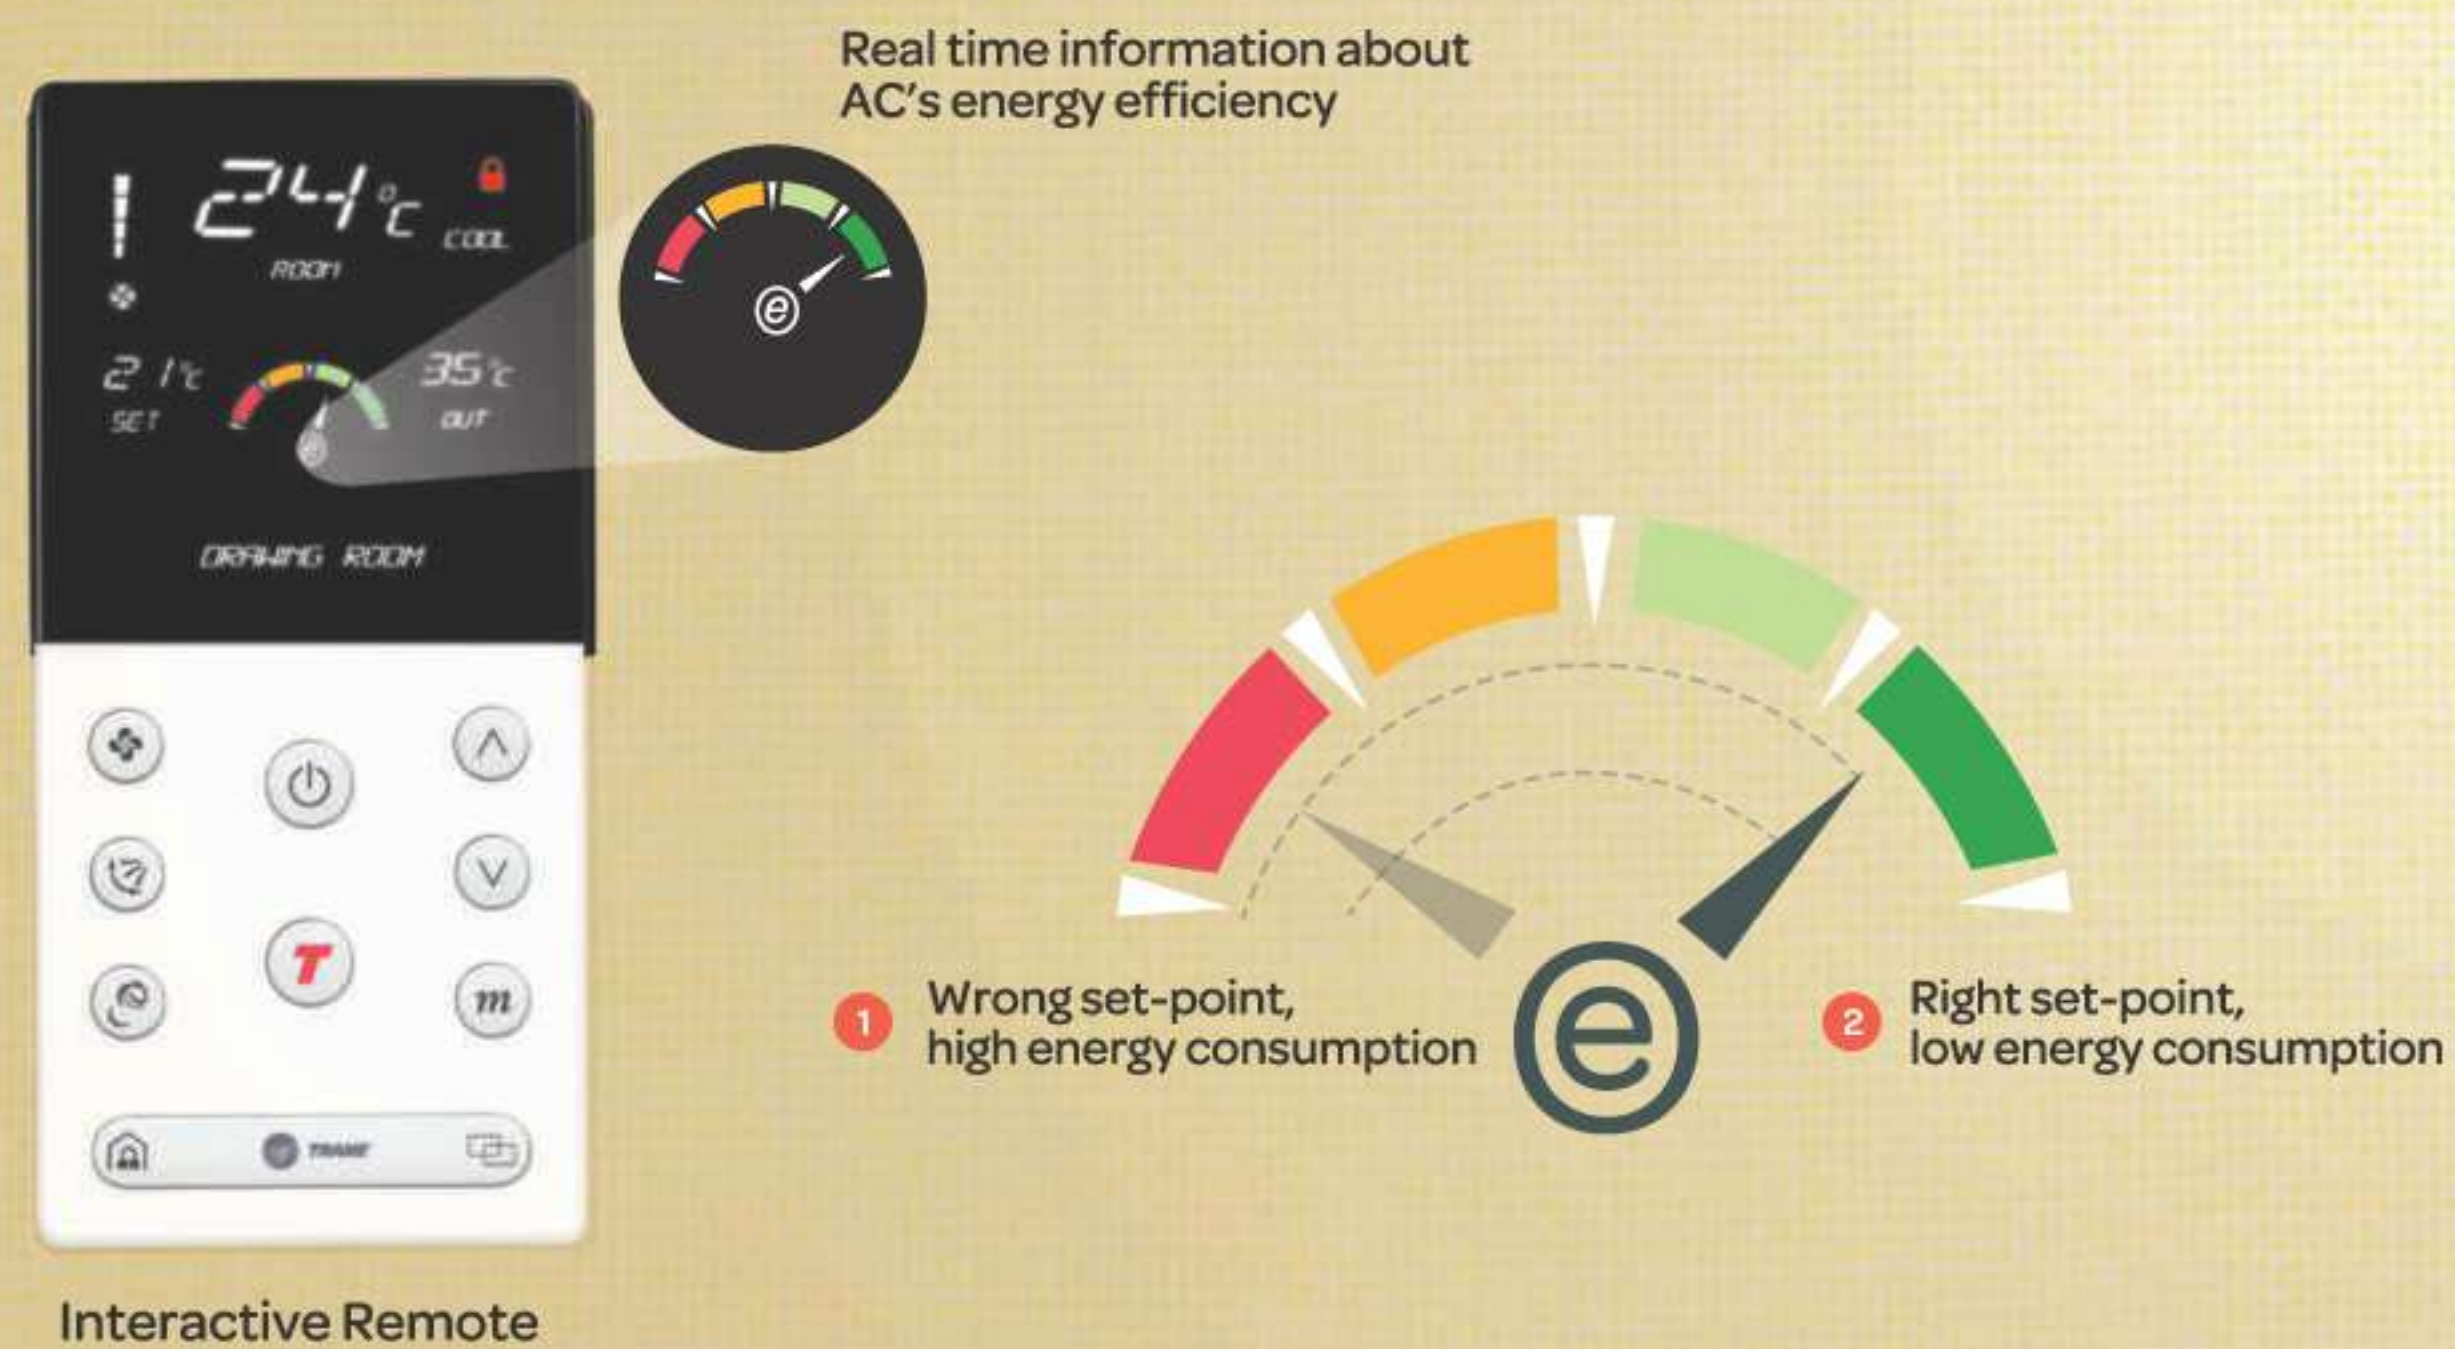 Real time information about
AC's energy efficiency
24°C
COOL
ROOM
21°C
35°C
SET
OUT
e
e
DRAWING ROOM
T
m
TRANE
1 Wrong set-point,
high energy consumption
e
2 Right set-point,
low energy consumption
Interactive Remote